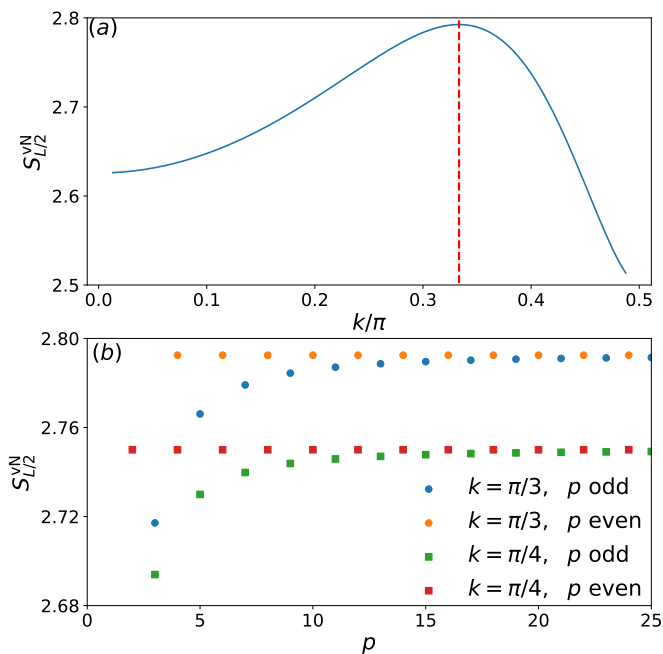 (a)
2.8
2.7
2.6
2.5
S_{L/2}^{vN}
0.0 0.1 0.2 0.3 0.4 0.5
k/π
(b)
2.80
2.76
2.72
2.68
S_{L/2}^{vN}
k = π/3, p odd
k = π/3, p even
k = π/4, p odd
k = π/4, p even
0 5 10 15 20 25
p